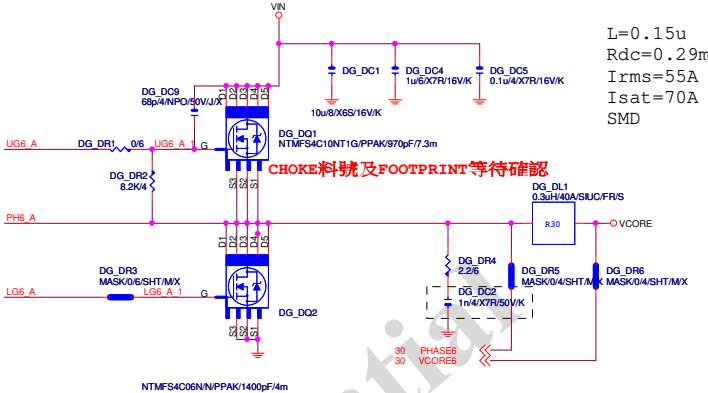 VIN
L=0.15u
Rdc=0.29m
Irms=55A
Isat=70A
SMD
DG_DC1
10u/8/X6S/16V/K
DG_DC4
1u/6/X7R/16V/K
DG_DC5
0.1u/4/X7R/16V/K
DG_DC9
68p/4/NPO/50V/J/X
D1
D2
D3
D4
D5
UG6_A
DG_DR1
0/6
UG6_A_1
G
DG_DQ1
NTMFS4C10NT1G/PPAK/970pF/7.3m
S3
S2
S1
CHOKE料號及FOOTPRINT等待確認
DG_DR2
8.2K/4
DG_DL1
0.3uH/40A/SIUC/FR/S
R30
VCORE
PH6_A
D1
D2
D3
D4
D5
DG_DR3
MASK/0/6/SHT/M/X
LG6_A
LG6_A_1
G
DG_DQ2
S3
S2
S1
DG_DR4
2.2/6
DG_DC2
1n/4/X7R/50V/K
DG_DR5
MASK/0/4/SHT/M/X
DG_DR6
MASK/0/4/SHT/M/X
30 PHASE6
30 VCORE6
NTMFS4C06N/N/PPAK/1400pF/4m
ntial